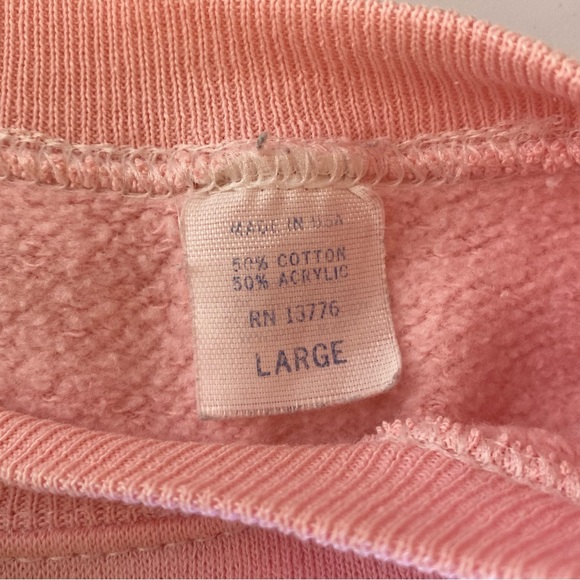 MADE IN USA
50% COTTON
50% ACRYLIC
RN 13776
LARGE